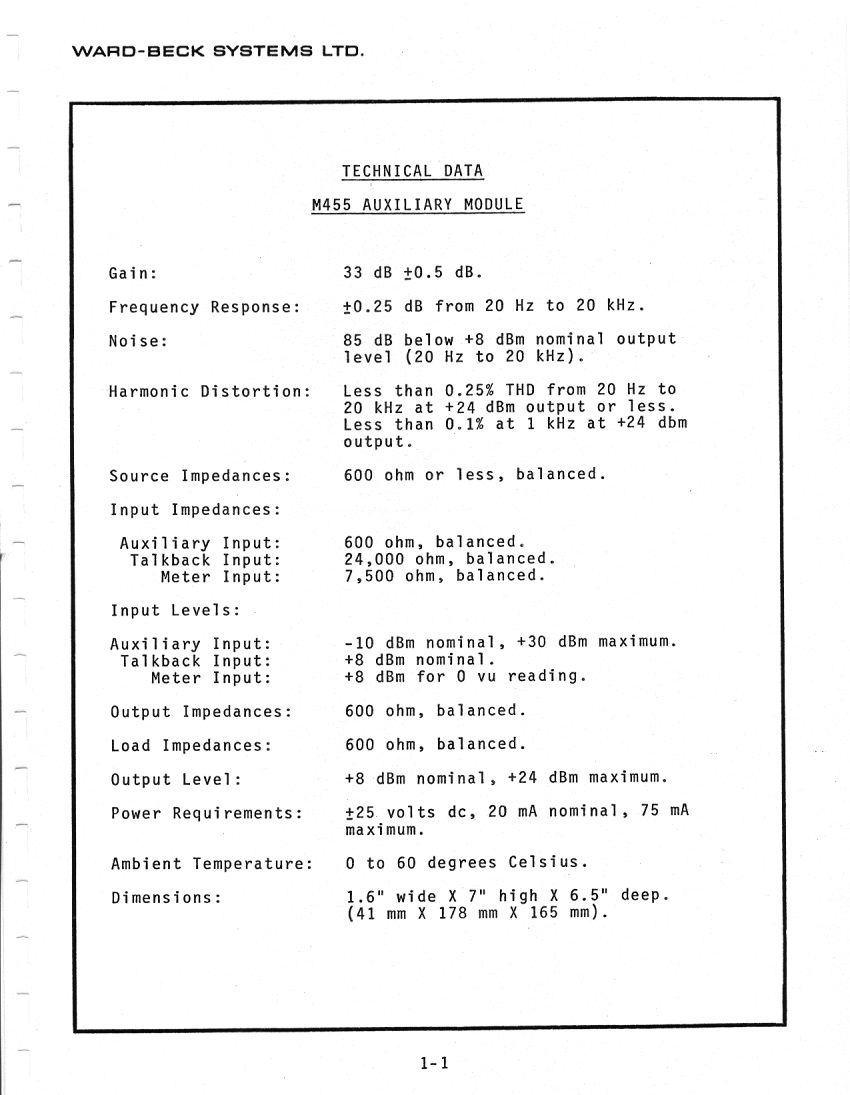 WARD-BECK SYSTEMS LTD.
TECHNICAL DATA
M455 AUXILIARY MODULE
Gain: 33 dB ±0.5 dB.
Frequency Response: ±0.25 dB from 20 Hz to 20 kHz.
Noise: 85 dB below +8 dBm nominal output
level (20 Hz to 20 kHz).
Harmonic Distortion: Less than 0.25% THD from 20 Hz to
20 kHz at +24 dBm output or less.
Less than 0.1% at 1 kHz at +24 dbm
output.
Source Impedances: 600 ohm or less, balanced.
Input Impedances:
Auxiliary Input: 600 ohm, balanced.
Talkback Input: 24,000 ohm, balanced.
Meter Input: 7,500 ohm, balanced.
Input Levels:
Auxiliary Input: -10 dBm nominal, +30 dBm maximum.
Talkback Input: +8 dBm nominal.
Meter Input: +8 dBm for 0 vu reading.
Output Impedances: 600 ohm, balanced.
Load Impedances: 600 ohm, balanced.
Output Level: +8 dBm nominal, +24 dBm maximum.
Power Requirements: ±25 volts dc, 20 mA nominal, 75 mA
maximum.
Ambient Temperature: 0 to 60 degrees Celsius.
Dimensions: 1.6" wide X 7" high X 6.5" deep.
(41 mm X 178 mm X 165 mm).
1-1